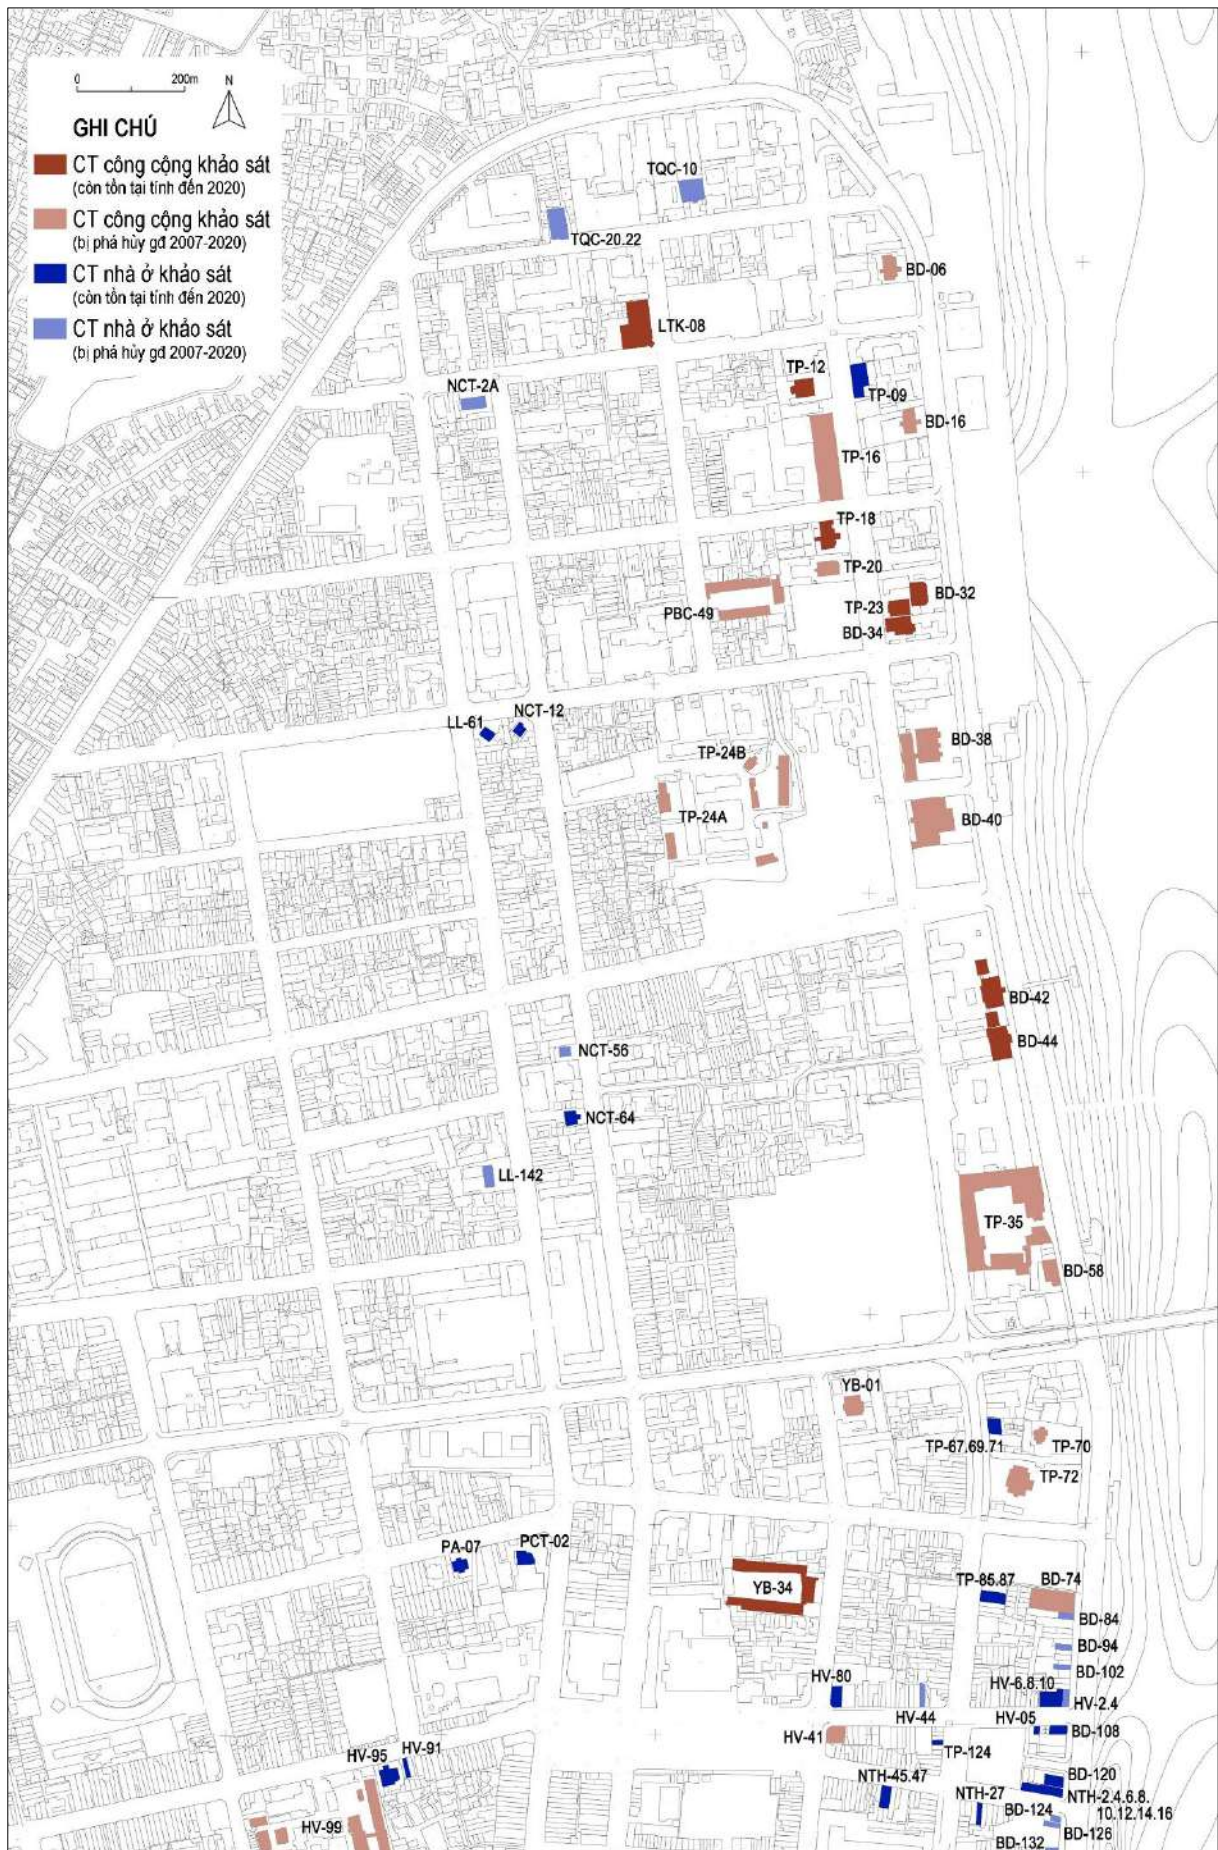 0 200m N
GHI CHÚ
CT công cộng khảo sát
(còn tồn tại tính đến 2020)
CT công cộng khảo sát
(bị phá hủy gđ 2007-2020)
CT nhà ở khảo sát
(còn tồn tại tính đến 2020)
CT nhà ở khảo sát
(bị phá hủy gđ 2007-2020)
TQC-10
TQC-20.22
BD-06
LTK-08
TP-12
NCT-2A
TP-09
BD-16
TP-16
TP-18
TP-20
BD-32
PBC-49
TP-23
BD-34
LL-61
NCT-12
BD-38
TP-24B
TP-24A
BD-40
BD-42
BD-44
NCT-56
NCT-64
LL-142
TP-35
BD-58
YB-01
TP-67.69.71
TP-70
TP-72
PA-07
PCT-02
YB-34
TP-85.87
BD-74
BD-84
BD-94
BD-102
HV-80
HV-6.8.10
HV-2.4
HV-44
HV-05
BD-108
HV-41
TP-124
HV-95
HV-91
BD-120
NTH-45.47
NTH-27
NTH-2.4.6.8.
10.12.14.16
BD-124
HV-99
BD-126
BD-132